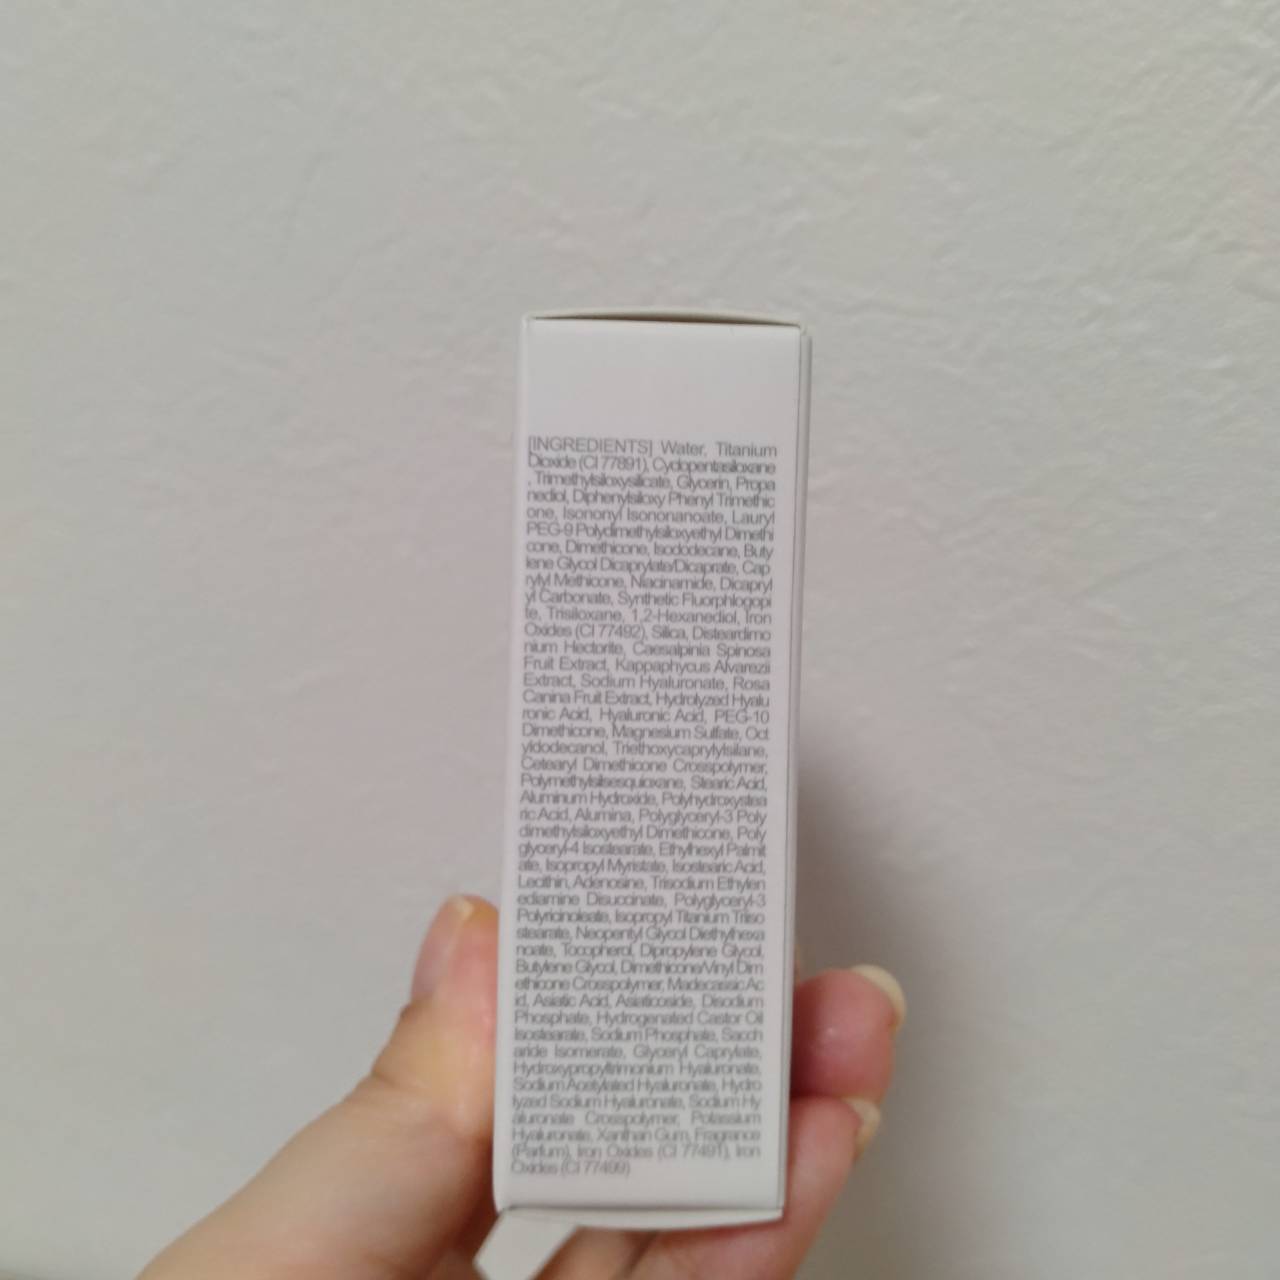 [INGREDIENTS] Water, Titanium
Dioxide (CI 77891), Cyclopentasiloxane
, Trimethylsiloxysilicate, Glycerin, Propa
nediol, Diphenylsiloxy Phenyl Trimethic
one, Isononyl Isononanoate, Lauryl
PEG-9 Polydimethylsiloxyethyl Dimethi
cone, Dimethicone, Isododecane, Buty
lene Glycol Dicaprylate/Dicaprate, Cap
rylyl Methicone, Niacinamide, Dicapryl
yl Carbonate, Synthetic Fluorphlogopi
te, Trisiloxane, 1,2-Hexanediol, Iron
Oxides (CI 77492), Silica, Disteardimo
nium Hectorite, Caesalpinia Spinosa
Fruit Extract, Kappaphycus Alvarezii
Extract, Sodium Hyaluronate, Rosa
Canina Fruit Extract, Hydrolyzed Hyalu
ronic Acid, Hyaluronic Acid, PEG-10
Dimethicone, Magnesium Sulfate, Oct
yldodecanol, Triethoxycaprylylsilane,
Cetearyl Dimethicone Crosspolymer,
Polymethylsilsesquioxane, Stearic Acid,
Aluminum Hydroxide, Polyhydroxystea
ric Acid, Alumina, Polyglyceryl-3 Poly
dimethylsiloxyethyl Dimethicone, Poly
glyceryl-4 Isostearate, Ethylhexyl Palmit
ate, Isopropyl Myristate, Isostearic Acid,
Lecithin, Adenosine, Trisodium Ethylen
ediamine Disuccinate, Polyglyceryl-3
Polyricinoleate, Isopropyl Titanium Triiso
stearate, Neopentyl Glycol Diethylhexa
noate, Tocopherol, Dipropylene Glycol,
Butylene Glycol, Dimethicone/Vinyl Dim
ethicone Crosspolymer, Madecassic Ac
id, Asiatic Acid, Asiaticoside, Disodium
Phosphate, Hydrogenated Castor Oil
Isostearate, Sodium Phosphate, Sacch
aride Isomerate, Glyceryl Caprylate,
Hydroxypropyltrimonium Hyaluronate,
Sodium Acetylated Hyaluronate, Hydro
lyzed Sodium Hyaluronate, Sodium Hy
aluronate Crosspolymer, Potassium
Hyaluronate, Xanthan Gum, Fragrance
(Parfum), Iron Oxides (CI 77491), Iron
Oxides (CI 77499)